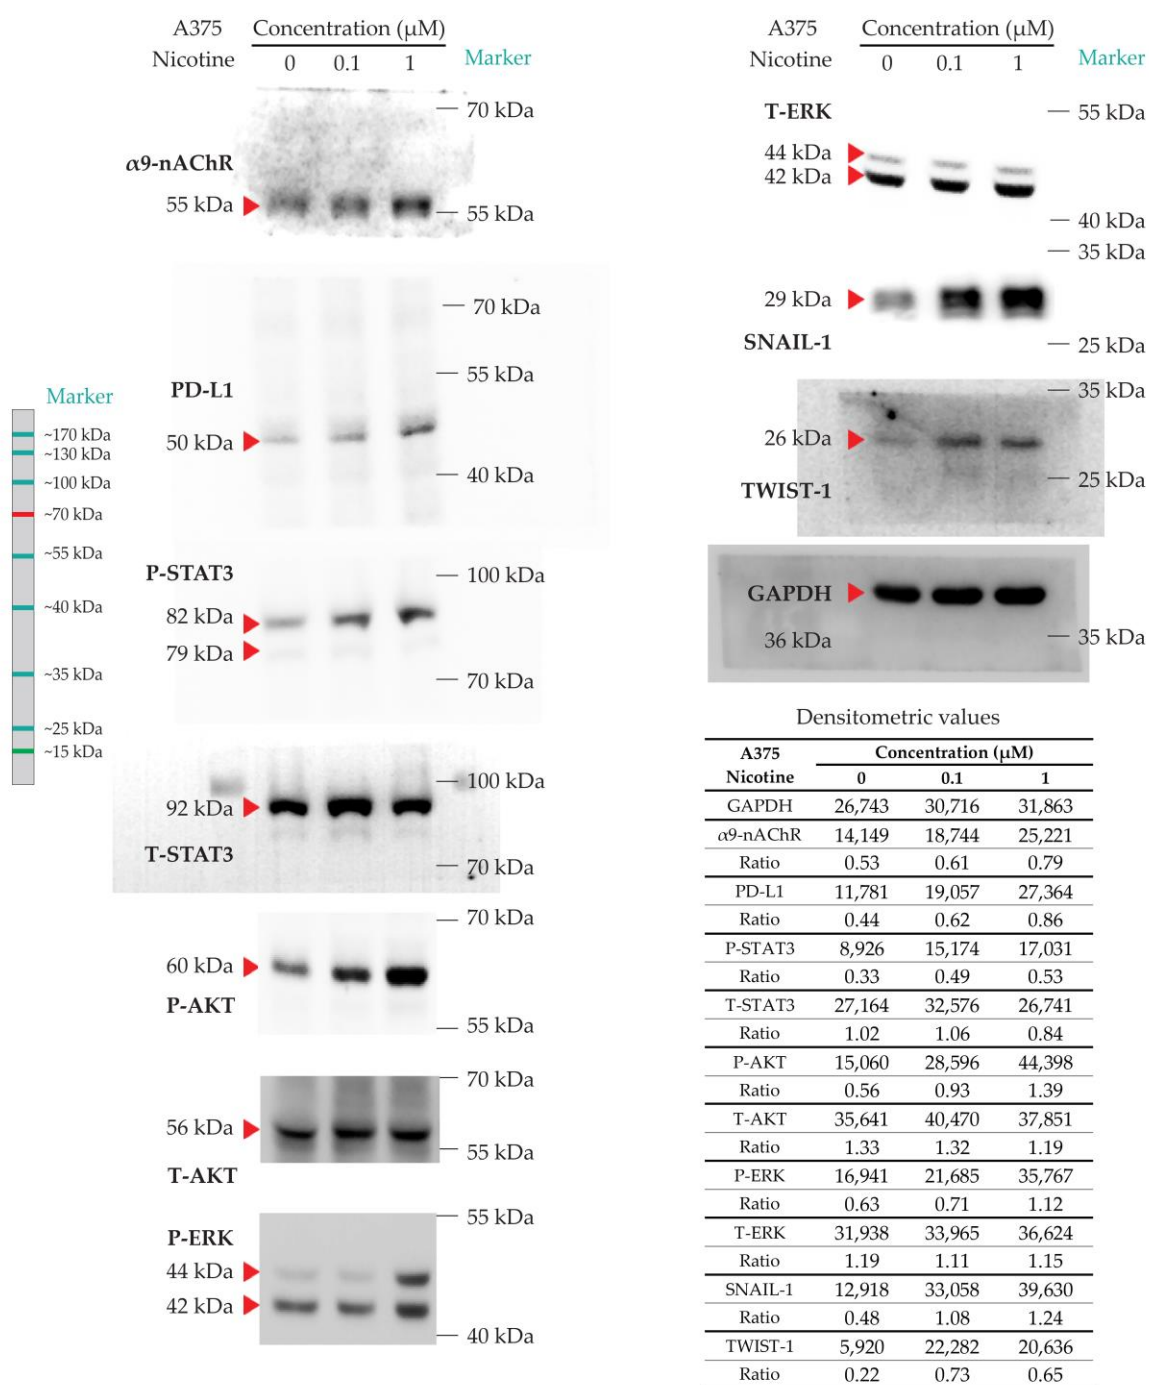 A375 Concentration (µM)
Nicotine 0 0.1 1 Marker
70 kDa
α9-nAChR
55 kDa
55 kDa
70 kDa
55 kDa
PD-L1
50 kDa
40 kDa
Marker
~170 kDa
~130 kDa
~100 kDa
~70 kDa
~55 kDa
~40 kDa
~35 kDa
~25 kDa
~15 kDa
P-STAT3
100 kDa
82 kDa
79 kDa
70 kDa
100 kDa
92 kDa
T-STAT3
70 kDa
70 kDa
60 kDa
P-AKT
55 kDa
70 kDa
56 kDa
55 kDa
T-AKT
55 kDa
P-ERK
44 kDa
42 kDa
40 kDa
A375 Concentration (µM)
Nicotine 0 0.1 1 Marker
T-ERK
55 kDa
44 kDa
42 kDa
40 kDa
35 kDa
29 kDa
SNAIL-1
25 kDa
35 kDa
26 kDa
25 kDa
TWIST-1
GAPDH
36 kDa
35 kDa
Densitometric values
A375 Concentration (µM)
Nicotine 0 0.1 1
GAPDH 26,743 30,716 31,863
α9-nAChR 14,149 18,744 25,221
Ratio 0.53 0.61 0.79
PD-L1 11,781 19,057 27,364
Ratio 0.44 0.62 0.86
P-STAT3 8,926 15,174 17,031
Ratio 0.33 0.49 0.53
T-STAT3 27,164 32,576 26,741
Ratio 1.02 1.06 0.84
P-AKT 15,060 28,596 44,398
Ratio 0.56 0.93 1.39
T-AKT 35,641 40,470 37,851
Ratio 1.33 1.32 1.19
P-ERK 16,941 21,685 35,767
Ratio 0.63 0.71 1.12
T-ERK 31,938 33,965 36,624
Ratio 1.19 1.11 1.15
SNAIL-1 12,918 33,058 39,630
Ratio 0.48 1.08 1.24
TWIST-1 5,920 22,282 20,636
Ratio 0.22 0.73 0.65